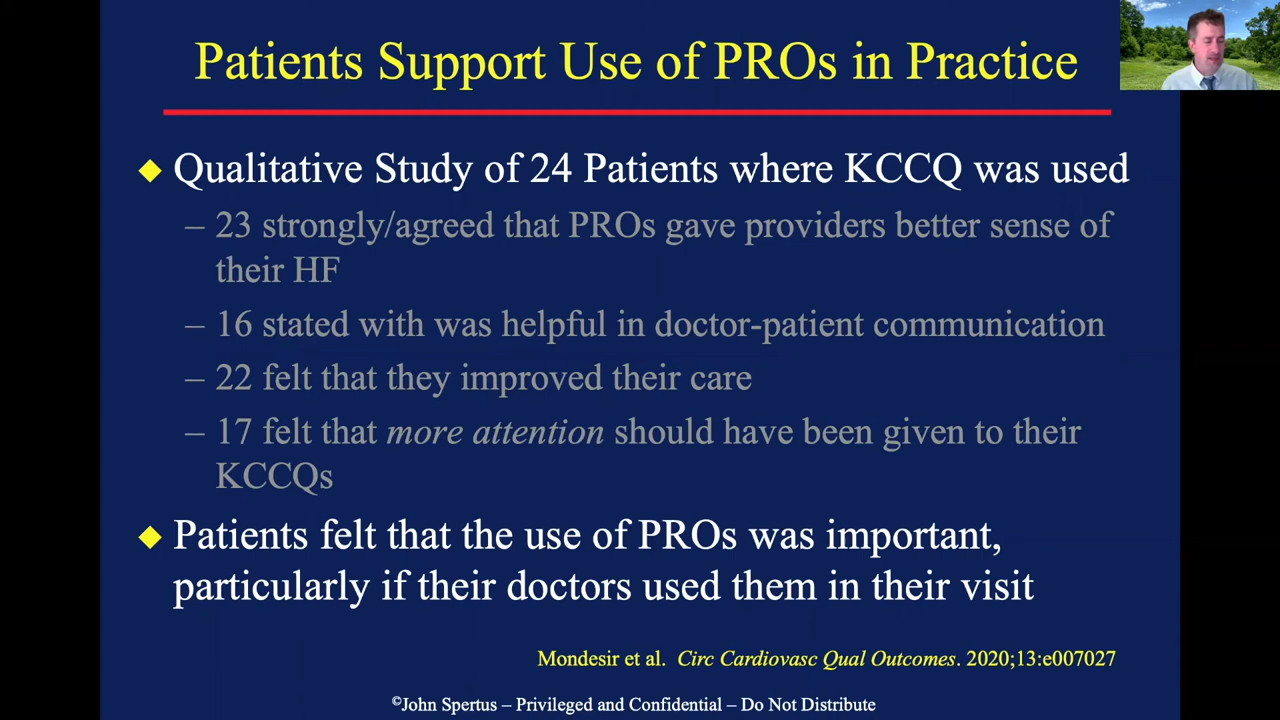 Patients Support Use of PROs in Practice
Qualitative Study of 24 Patients where KCCQ was used
– 23 strongly/agreed that PROs gave providers better sense of
their HF
– 16 stated with was helpful in doctor-patient communication
– 22 felt that they improved their care
– 17 felt that more attention should have been given to their
KCCQs
Patients felt that the use of PROs was important,
particularly if their doctors used them in their visit
Mondesir et al. Circ Cardiovasc Qual Outcomes. 2020;13:e007027
©John Spertus – Privileged and Confidential – Do Not Distribute